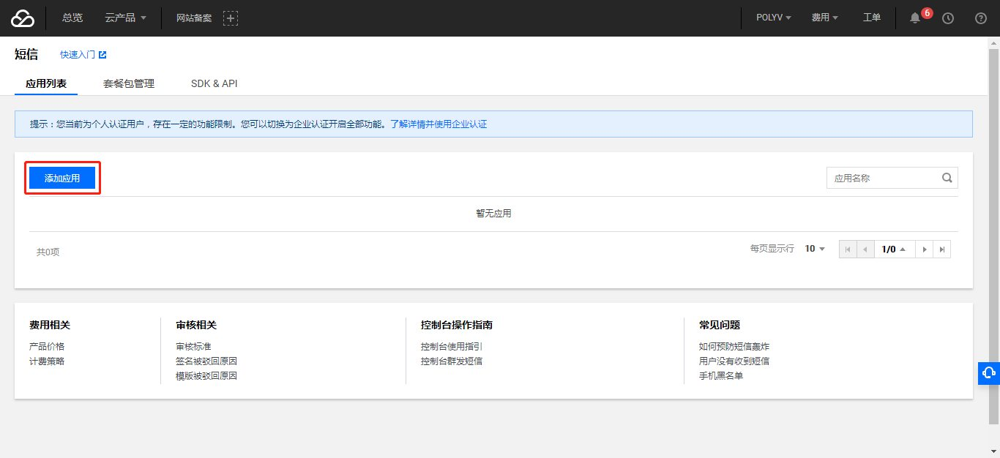 总览 云产品 网站备案 POLYV 费用 工单 6
短信 快速入门
应用列表 套餐包管理 SDK & API
提示：您当前为个人认证用户，存在一定的功能限制。您可以切换为企业认证开启全部功能。了解详情并使用企业认证
添加应用 应用名称
暂无应用
共0项 每页显示行 10 1/0
费用相关 审核相关 控制台操作指南 常见问题
产品价格 审核标准 控制台使用指引 如何预防短信轰炸
计费策略 签名被驳回原因 控制台群发短信 用户没有收到短信
模版被驳回原因 手机黑名单